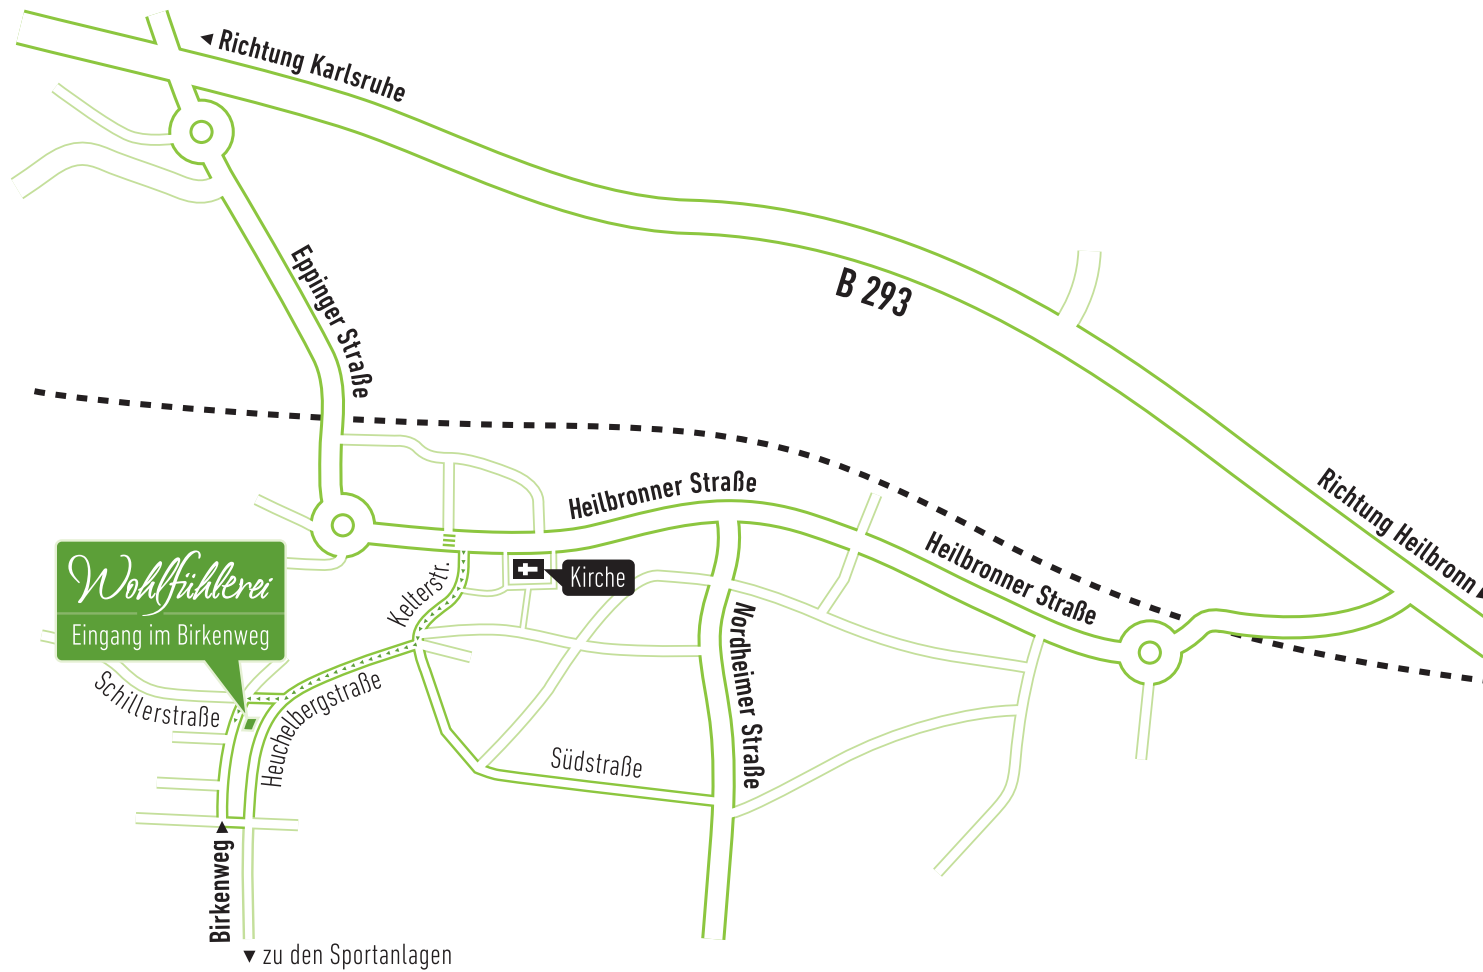 Richtung Karlsruhe
B 293
Eppinger Straße
Richtung Heilbronn
Heilbronner Straße
Heilbronner Straße
Kirche
Kelterstr.
Wohlfühlerei
Eingang im Birkenweg
Nordheimer Straße
Schillerstraße
Heuchelbergstraße
Südstraße
Birkenweg
zu den Sportanlagen